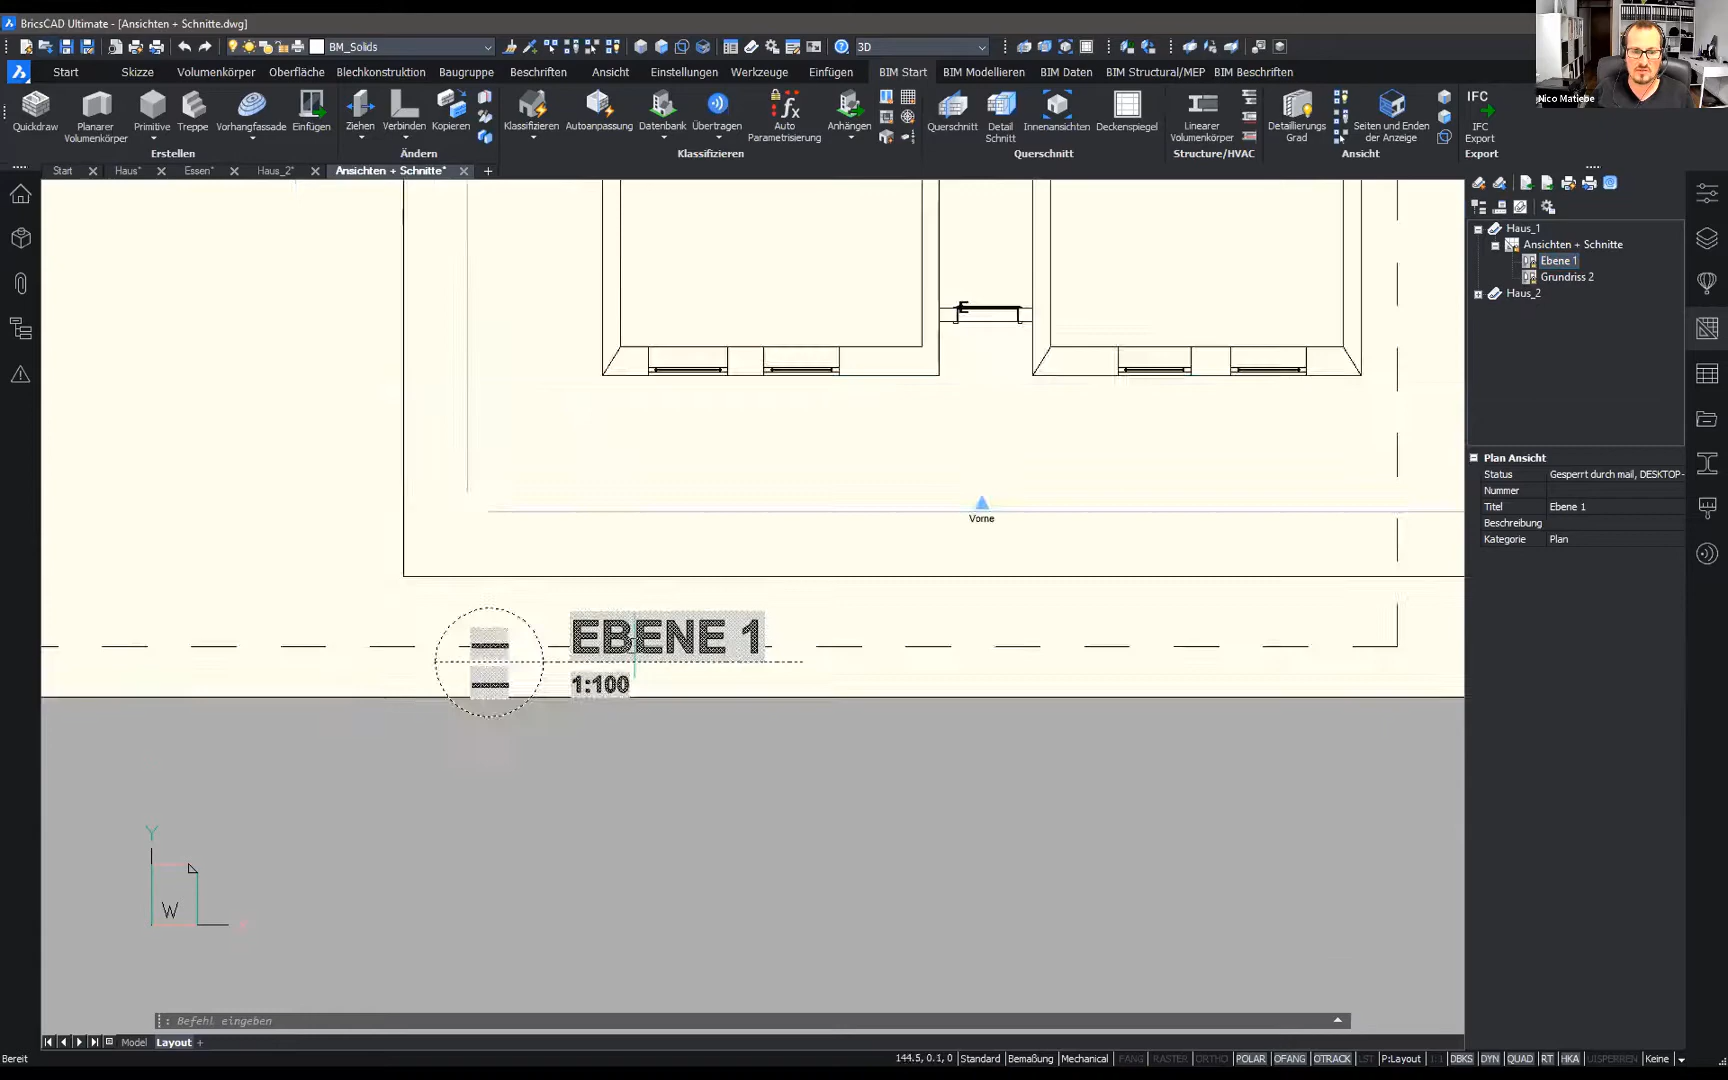 BricsCAD Ultimate - [Ansichten + Schnitte.dwg]
BM_Solids
3D
Nico Matiebe
Start
Skizze
Volumenkörper
Oberfläche
Blechkonstruktion
Baugruppe
Beschriften
Ansicht
Einstellungen
Werkzeuge
Einfügen
BIM Start
BIM Modellieren
BIM Daten
BIM Structural/MEP
BIM Beschriften
Quickdraw
Planarer Volumenkörper
Primitive
Treppe
Vorhangfassade
Einfügen
Ziehen
Verbinden
Kopieren
Klassifizieren
Autoanpassung
Datenbank
Übertragen
Auto Parametrisierung
Anhängen
Querschnitt
Detail Schnitt
Innenansichten
Deckenspiegel
Linearer Volumenkörper
Detaillierungs Grad
Seiten und Enden der Anzeige
IFC
IFC Export
Erstellen
Ändern
Klassifizieren
Querschnitt
Structure/HVAC
Ansicht
Export
Start
Haus*
Essen*
Haus_2*
Ansichten + Schnitte*
Haus_1
Ansichten + Schnitte
Ebene 1
Grundriss 2
Haus_2
Plan Ansicht
Status Gesperrt durch mail, DESKTOP-
Nummer
Titel Ebene 1
Beschreibung
Kategorie Plan
E
Vorne
EBENE 1
1:100
Y
W
: Befehl eingeben
Model
Layout
Bereit
144.5, 0.1, 0
Standard
Bemaßung
Mechanical
FANG
RASTER
ORTHO
POLAR
OFANG
OTRACK
LST
P:Layout
1:1
DBKS
DYN
QUAD
RT
HKA
Keine